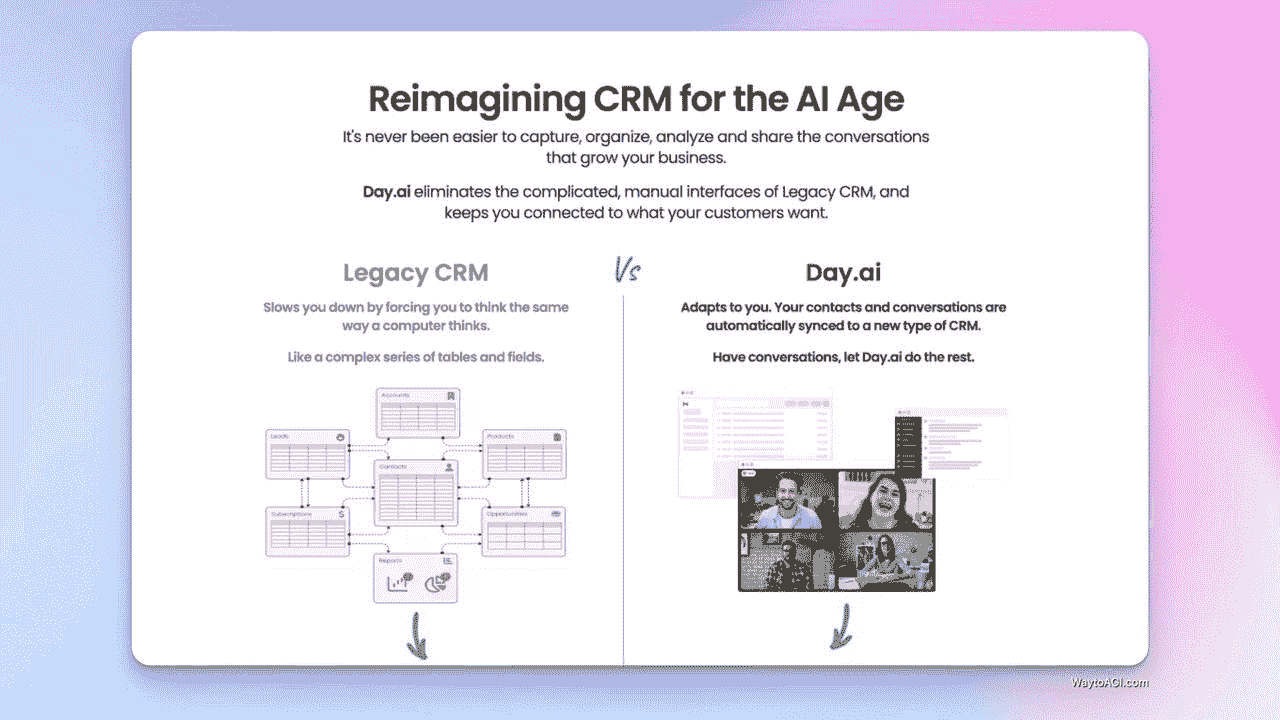 Reimagining CRM for the AI Age
It's never been easier to capture, organize, analyze and share the conversations
that grow your business.
Day.ai eliminates the complicated, manual interfaces of Legacy CRM, and
keeps you connected to what your customers want.
Legacy CRM
Vs
Day.ai
Slows you down by forcing you to think the same
way a computer thinks.
Like a complex series of tables and fields.
Adapts to you. Your contacts and conversations are
automatically synced to a new type of CRM.
Have conversations, let Day.ai do the rest.
Accounts
Leads
Products
Contacts
Subscriptions
$
Opportunities
Reports
WaytoAGI.com